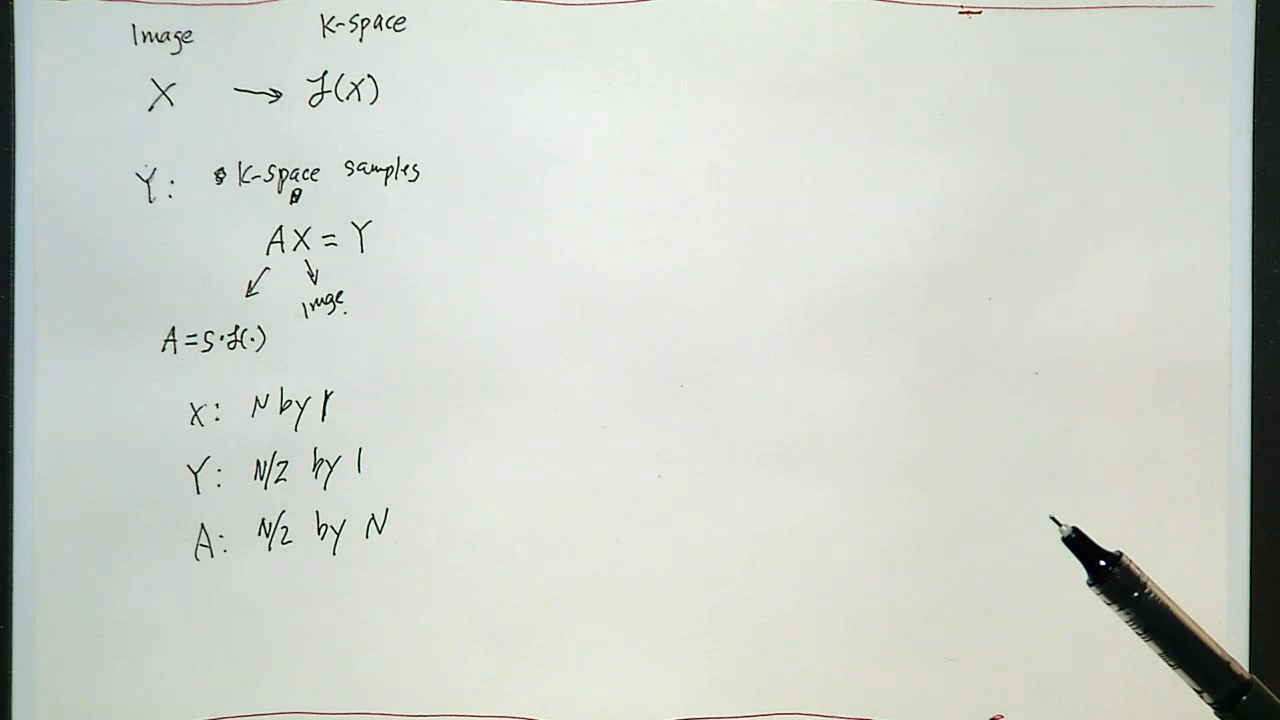 Image K-space
X → ℱ(X)
Y: K-space samples
AX = Y
Image.
A = S·ℱ(·)
X: N by 1
Y: N/2 by 1
A: N/2 by N